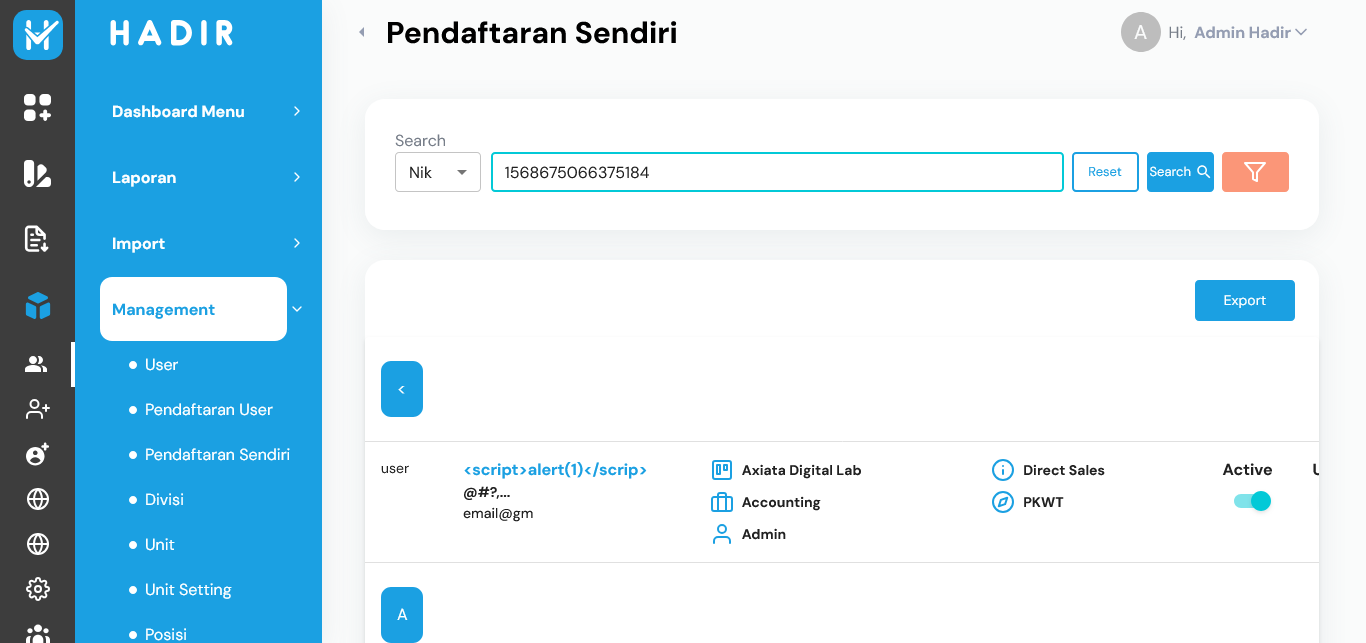 HADIR
Dashboard Menu
Laporan
Import
Management
User
Pendaftaran User
Pendaftaran Sendiri
Divisi
Unit
Unit Setting
Posisi
Pendaftaran Sendiri
A
Hi, Admin Hadir
Search
Nik
1568675066375184
Reset
Search
Export
<
user
<script>alert(1)</scrip>
@#?,...
email@gm
Axiata Digital Lab
Accounting
Admin
Direct Sales
PKWT
Active
A